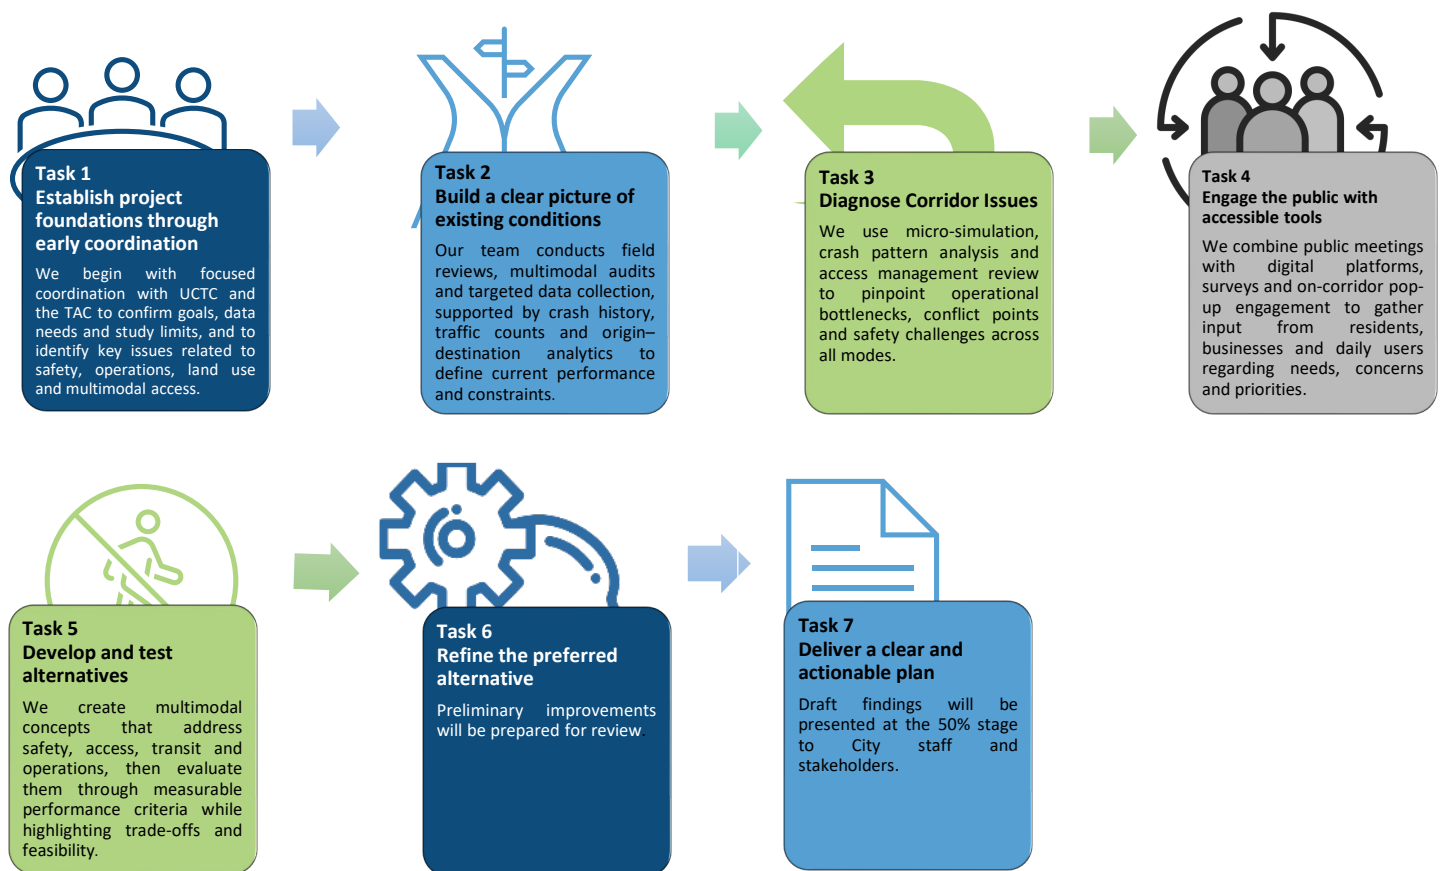 Task 1
Establish project
foundations through
early coordination
We begin with focused
coordination with UCTC and
the TAC to confirm goals, data
needs and study limits, and to
identify key issues related to
safety, operations, land use
and multimodal access.
Task 2
Build a clear picture of
existing conditions
Our team conducts field
reviews, multimodal audits
and targeted data collection,
supported by crash history,
traffic counts and origin–
destination analytics to
define current performance
and constraints.
Task 3
Diagnose Corridor Issues
We use micro-simulation,
crash pattern analysis and
access management review
to pinpoint operational
bottlenecks, conflict points
and safety challenges across
all modes.
Task 4
Engage the public with
accessible tools
We combine public meetings
with digital platforms,
surveys and on-corridor pop-
up engagement to gather
input from residents,
businesses and daily users
regarding needs, concerns
and priorities.
Task 5
Develop and test
alternatives
We create multimodal
concepts that address
safety, access, transit and
operations, then evaluate
them through measurable
performance criteria while
highlighting trade-offs and
feasibility.
Task 6
Refine the preferred
alternative
Preliminary improvements
will be prepared for review.
Task 7
Deliver a clear and
actionable plan
Draft findings will be
presented at the 50% stage
to City staff and
stakeholders.